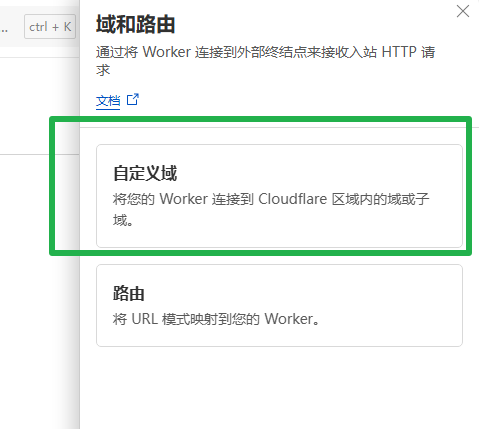 域和路由
... ctrl + K
通过将 Worker 连接到外部终结点来接收入站 HTTP 请
求
文档
自定义域
将您的 Worker 连接到 Cloudflare 区域内的域或子
域。
路由
将 URL 模式映射到您的 Worker。